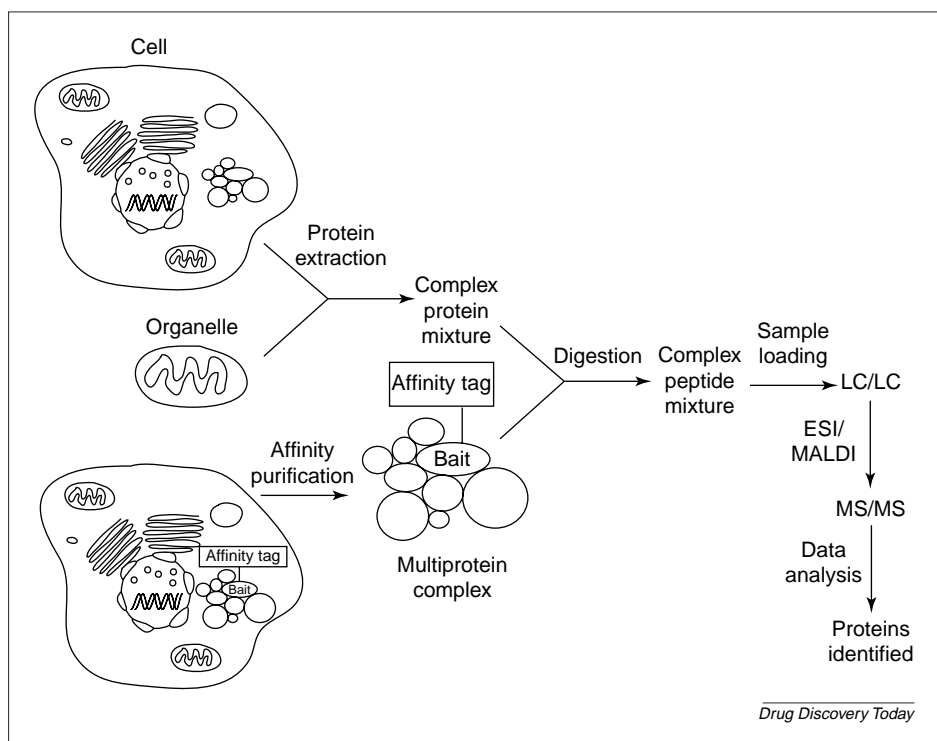 Cell
Protein
extraction
Organelle
Complex
protein
mixture
Affinity tag
Bait
Multiprotein
complex
Affinity
purification
Affinity tag
Bait
Digestion
Complex
peptide
mixture
Sample
loading
LC/LC
ESI/
MALDI
MS/MS
Data
analysis
Proteins
identified
Drug Discovery Today